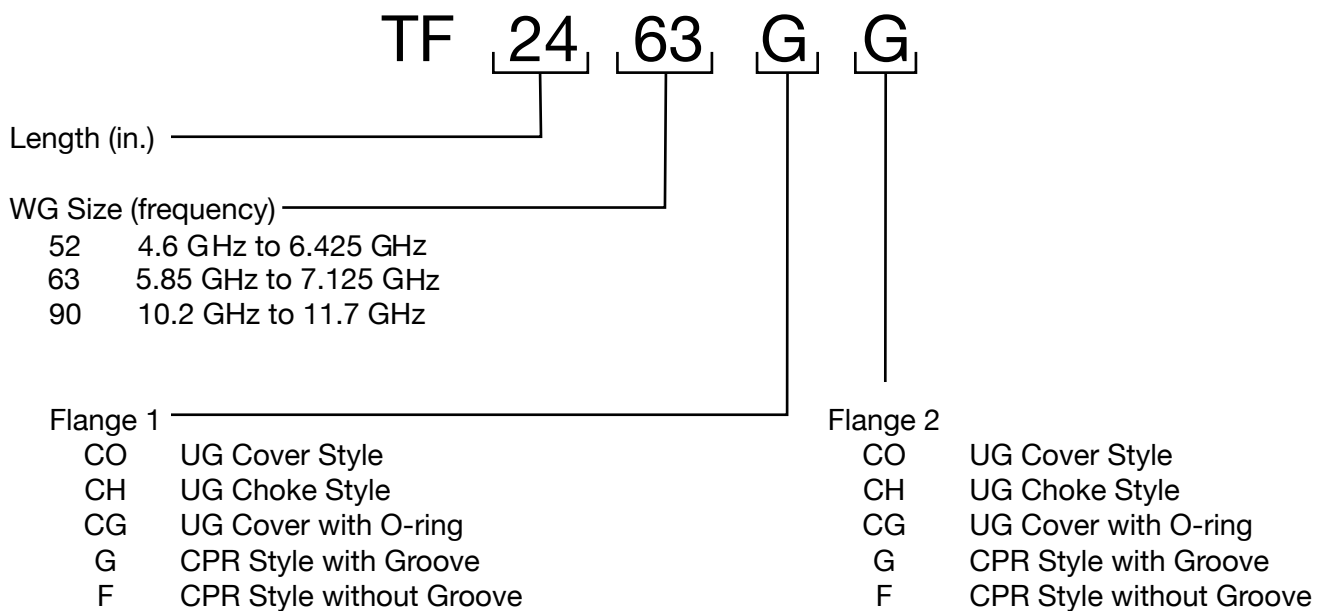 TF 24 63 G G
Length (in.)
WG Size (frequency)
52 4.6 GHz to 6.425 GHz
63 5.85 GHz to 7.125 GHz
90 10.2 GHz to 11.7 GHz
Flange 1
CO UG Cover Style
CH UG Choke Style
CG UG Cover with O-ring
G CPR Style with Groove
F CPR Style without Groove
Flange 2
CO UG Cover Style
CH UG Choke Style
CG UG Cover with O-ring
G CPR Style with Groove
F CPR Style without Groove